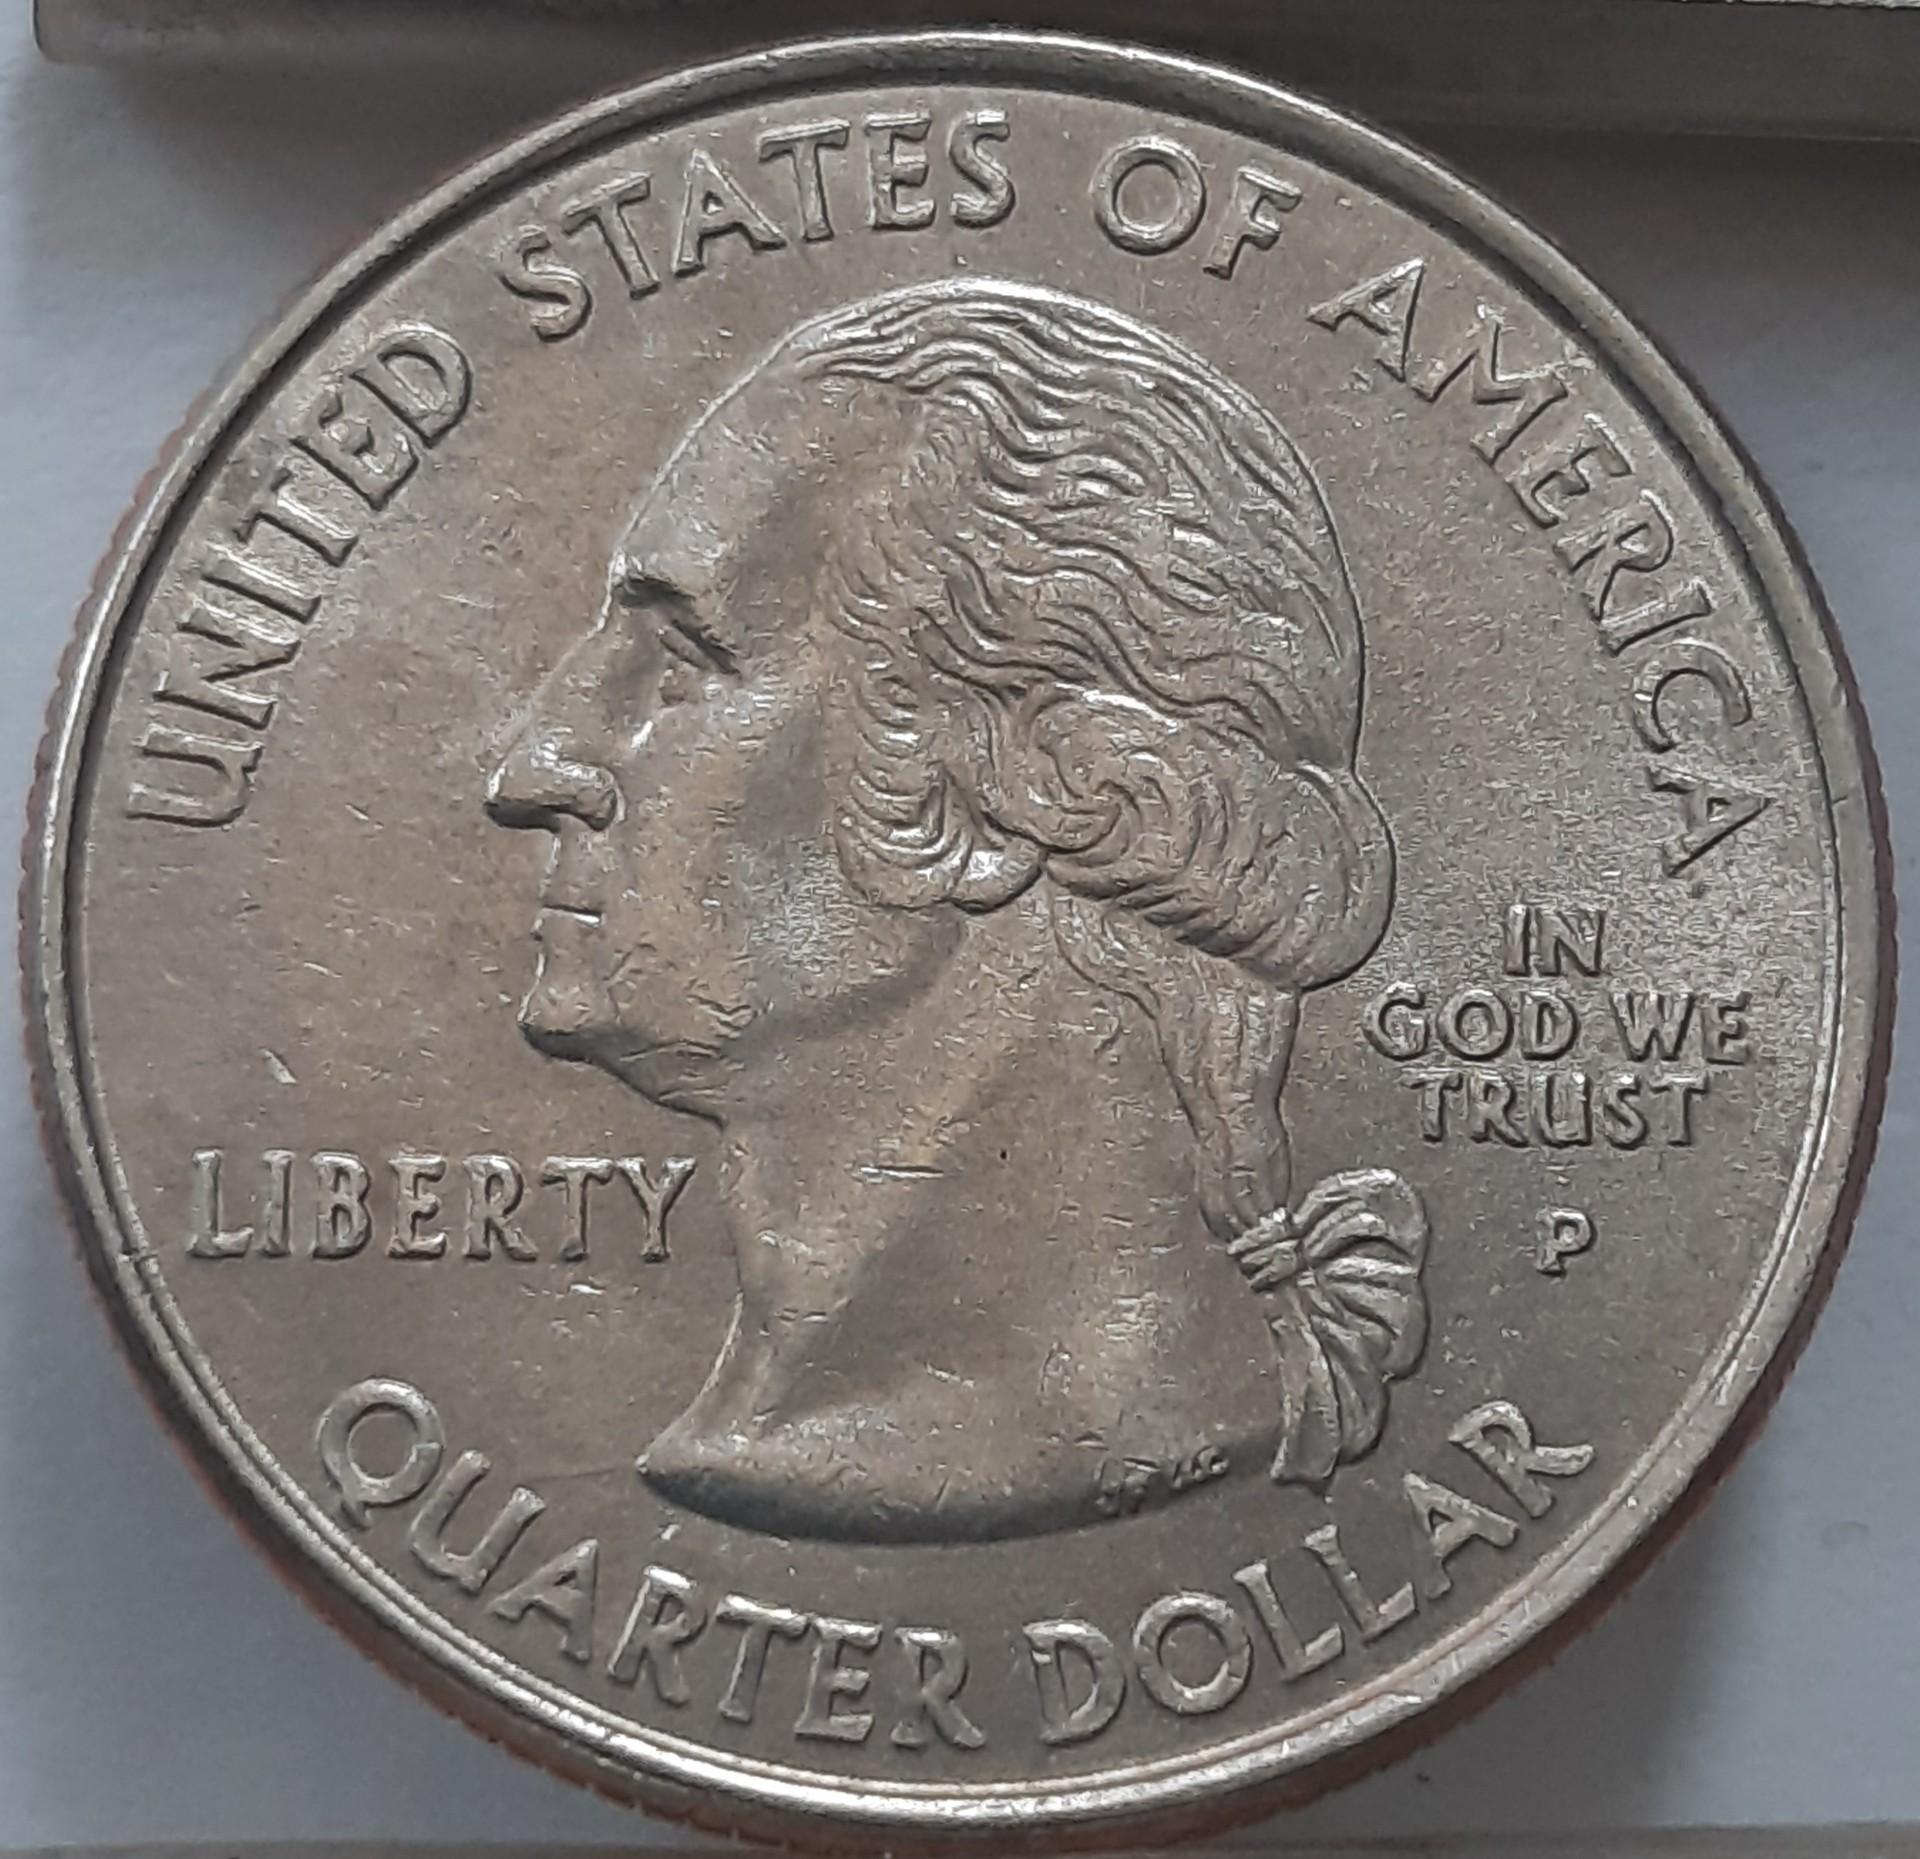 UNITED STATES OF AMERICA
LIBERTY
IN
GOD WE
TRUST
P
QUARTER DOLLAR